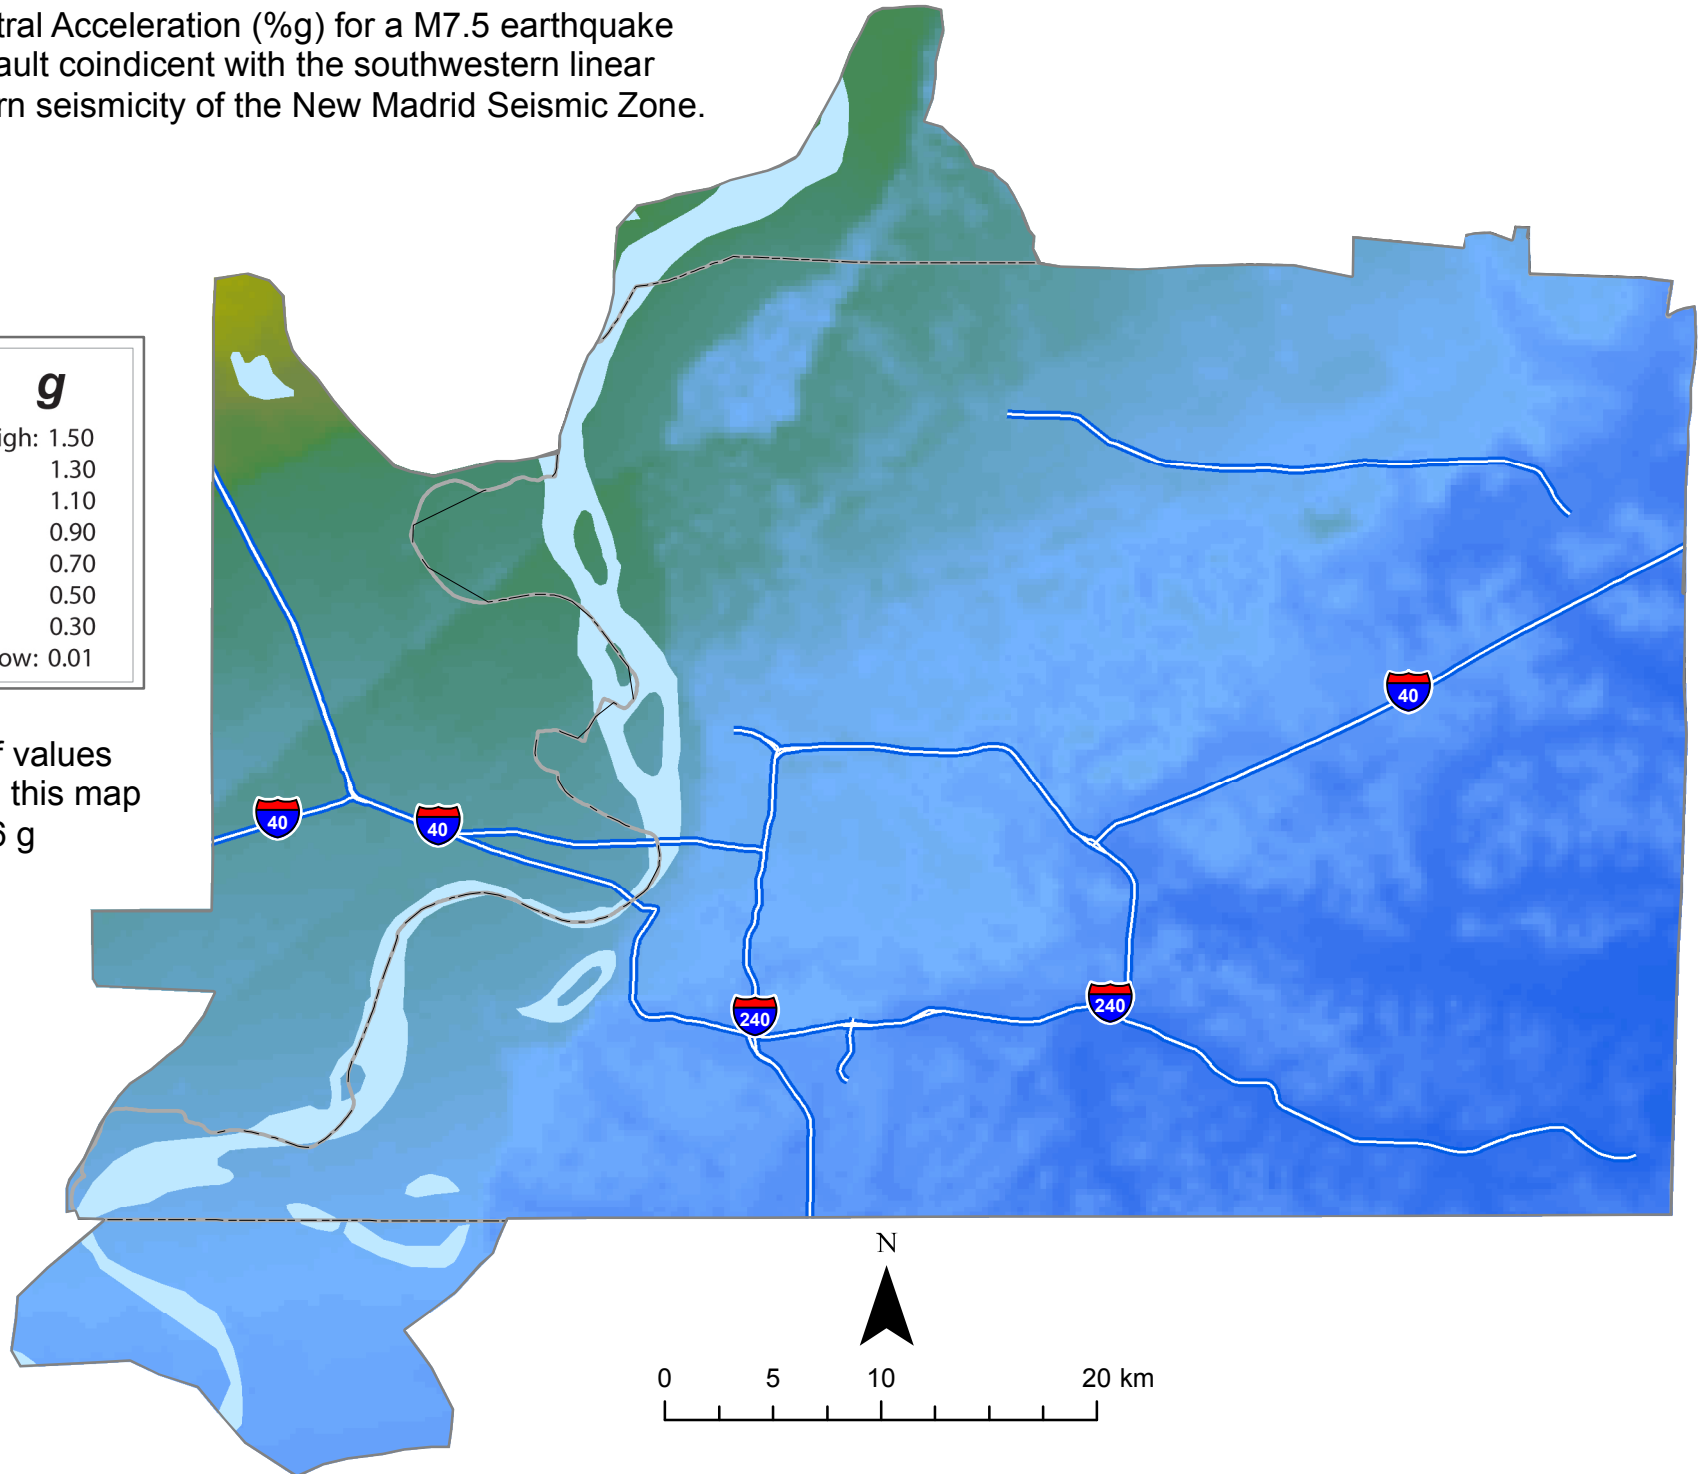 tral Acceleration (%g) for a M7.5 earthquake
ault coindicent with the southwestern linear
rn seismicity of the New Madrid Seismic Zone.
g
igh: 1.50
1.30
1.10
0.90
0.70
0.50
0.30
ow: 0.01
f values
this map
6 g
40
40
40
240
240
N
0 5 10 20 km